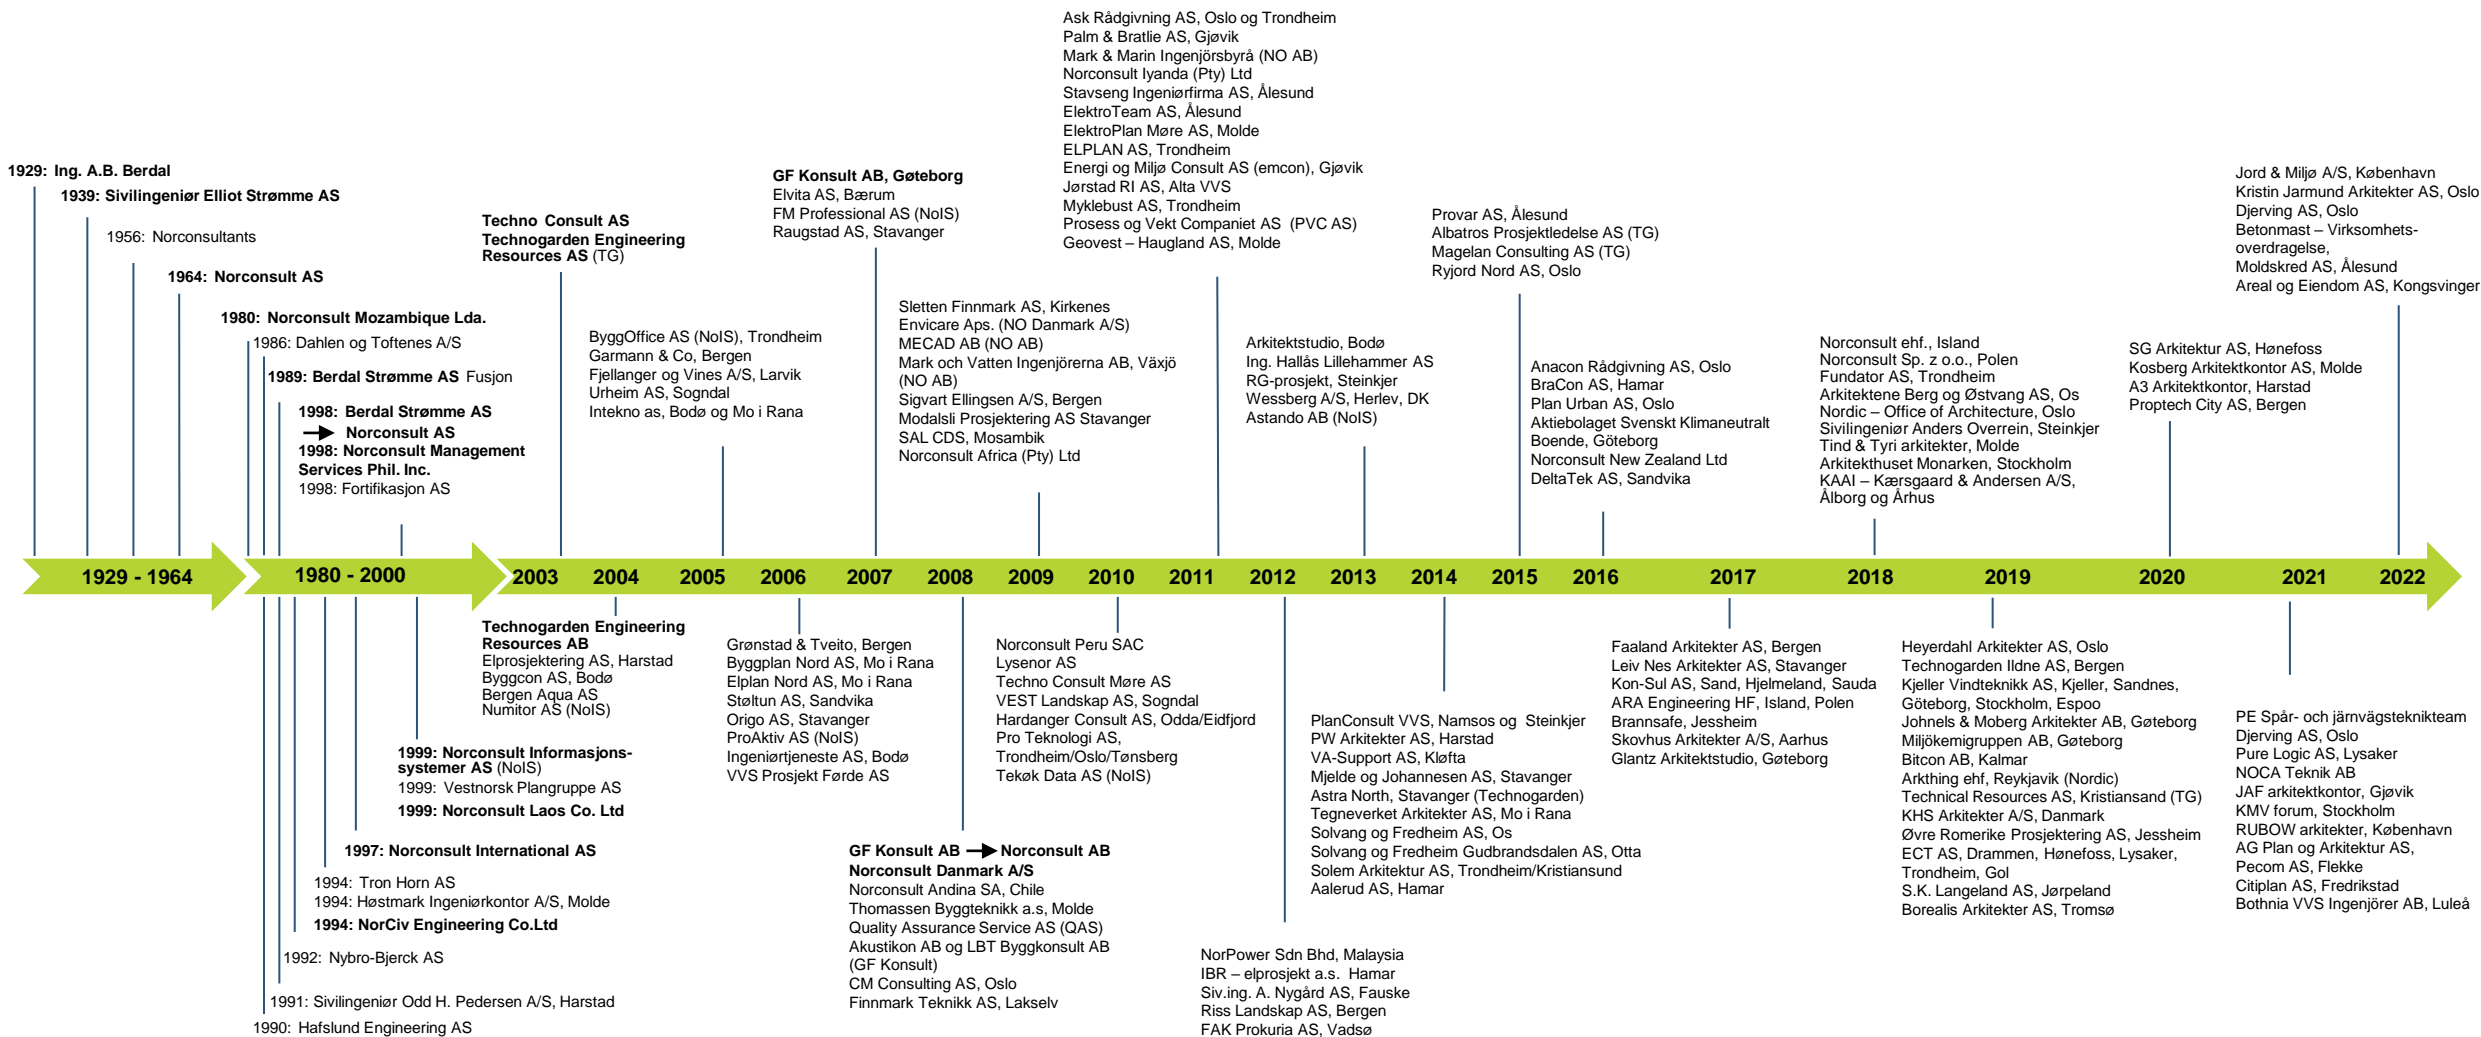 1929: Ing. A.B. Berdal
1939: Sivilingeniør Elliot Strømme AS
1956: Norconsultants
1964: Norconsult AS
1980: Norconsult Mozambique Lda.
1986: Dahlen og Toftenes A/S
1989: Berdal Strømme AS Fusjon
1998: Berdal Strømme AS
Norconsult AS
1998: Norconsult Management
Services Phil. Inc.
1998: Fortifikasjon AS
Techno Consult AS
Technogarden Engineering
Resources AS (TG)
ByggOffice AS (NoIS), Trondheim
Garmann & Co, Bergen
Fjellanger og Vines A/S, Larvik
Urheim AS, Sogndal
Intekno as, Bodø og Mo i Rana
GF Konsult AB, Gøteborg
Elvita AS, Bærum
FM Professional AS (NoIS)
Raugstad AS, Stavanger
Sletten Finnmark AS, Kirkenes
Envicare Aps. (NO Danmark A/S)
MECAD AB (NO AB)
Mark och Vatten Ingenjörerna AB, Växjö
(NO AB)
Sigvart Ellingsen A/S, Bergen
Modalsli Prosjektering AS Stavanger
SAL CDS, Mosambik
Norconsult Africa (Pty) Ltd
Ask Rådgivning AS, Oslo og Trondheim
Palm & Bratlie AS, Gjøvik
Mark & Marin Ingenjörsbyrå (NO AB)
Norconsult Iyanda (Pty) Ltd
Stavseng Ingeniørfirma AS, Ålesund
ElektroTeam AS, Ålesund
ElektroPlan Møre AS, Molde
ELPLAN AS, Trondheim
Energi og Miljø Consult AS (emcon), Gjøvik
Jørstad RI AS, Alta VVS
Myklebust AS, Trondheim
Prosess og Vekt Companiet AS (PVC AS)
Geovest – Haugland AS, Molde
Arkitektstudio, Bodø
Ing. Hallås Lillehammer AS
RG-prosjekt, Steinkjer
Wessberg A/S, Herlev, DK
Astando AB (NoIS)
Provar AS, Ålesund
Albatros Prosjektledelse AS (TG)
Magelan Consulting AS (TG)
Ryjord Nord AS, Oslo
Anacon Rådgivning AS, Oslo
BraCon AS, Hamar
Plan Urban AS, Oslo
Aktiebolaget Svenskt Klimaneutralt
Boende, Göteborg
Norconsult New Zealand Ltd
DeltaTek AS, Sandvika
Norconsult ehf., Island
Norconsult Sp. z o.o., Polen
Fundator AS, Trondheim
Arkitektene Berg og Østvang AS, Os
Nordic – Office of Architecture, Oslo
Sivilingeniør Anders Overrein, Steinkjer
Tind & Tyri arkitekter, Molde
Arkitekthuset Monarken, Stockholm
KAAI – Kærsgaard & Andersen A/S,
Ålborg og Århus
SG Arkitektur AS, Hønefoss
Kosberg Arkitektkontor AS, Molde
A3 Arkitektkontor, Harstad
Proptech City AS, Bergen
Jord & Miljø A/S, København
Kristin Jarmund Arkitekter AS, Oslo
Djerving AS, Oslo
Betonmast – Virksomhets-
overdragelse,
Moldskred AS, Ålesund
Areal og Eiendom AS, Kongsvinger
1929 - 1964
1980 - 2000
2003 2004 2005 2006 2007 2008 2009 2010 2011 2012 2013 2014 2015 2016 2017 2018 2019 2020 2021 2022
Technogarden Engineering
Resources AB
Elprosjektering AS, Harstad
Byggcon AS, Bodø
Bergen Aqua AS
Numitor AS (NoIS)
1999: Norconsult Informasjons-
systemer AS (NoIS)
1999: Vestnorsk Plangruppe AS
1999: Norconsult Laos Co. Ltd
1997: Norconsult International AS
1994: Tron Horn AS
1994: Høstmark Ingeniørkontor A/S, Molde
1994: NorCiv Engineering Co.Ltd
1992: Nybro-Bjerck AS
1991: Sivilingeniør Odd H. Pedersen A/S, Harstad
1990: Hafslund Engineering AS
Grønstad & Tveito, Bergen
Byggplan Nord AS, Mo i Rana
Elplan Nord AS, Mo i Rana
Støltun AS, Sandvika
Origo AS, Stavanger
ProAktiv AS (NoIS)
Ingeniørtjeneste AS, Bodø
VVS Prosjekt Førde AS
GF Konsult AB Norconsult AB
Norconsult Danmark A/S
Norconsult Andina SA, Chile
Thomassen Byggteknikk a.s, Molde
Quality Assurance Service AS (QAS)
Akustikon AB og LBT Byggkonsult AB
(GF Konsult)
CM Consulting AS, Oslo
Finnmark Teknikk AS, Lakselv
Norconsult Peru SAC
Lysenor AS
Techno Consult Møre AS
VEST Landskap AS, Sogndal
Hardanger Consult AS, Odda/Eidfjord
Pro Teknologi AS,
Trondheim/Oslo/Tønsberg
Tekøk Data AS (NoIS)
NorPower Sdn Bhd, Malaysia
IBR – elprosjekt a.s. Hamar
Siv.ing. A. Nygård AS, Fauske
Riss Landskap AS, Bergen
FAK Prokuria AS, Vadsø
PlanConsult VVS, Namsos og Steinkjer
PW Arkitekter AS, Harstad
VA-Support AS, Kløfta
Mjelde og Johannesen AS, Stavanger
Astra North, Stavanger (Technogarden)
Tegneverket Arkitekter AS, Mo i Rana
Solvang og Fredheim AS, Os
Solvang og Fredheim Gudbrandsdalen AS, Otta
Solem Arkitektur AS, Trondheim/Kristiansund
Aalerud AS, Hamar
Faaland Arkitekter AS, Bergen
Leiv Nes Arkitekter AS, Stavanger
Kon-Sul AS, Sand, Hjelmeland, Sauda
ARA Engineering HF, Island, Polen
Brannsafe, Jessheim
Skovhus Arkitekter A/S, Aarhus
Glantz Arkitektstudio, Gøteborg
Heyerdahl Arkitekter AS, Oslo
Technogarden Ildne AS, Bergen
Kjeller Vindteknikk AS, Kjeller, Sandnes,
Göteborg, Stockholm, Espoo
Johnels & Moberg Arkitekter AB, Gøteborg
Miljökemigruppen AB, Gøteborg
Bitcon AB, Kalmar
Arkthing ehf, Reykjavik (Nordic)
Technical Resources AS, Kristiansand (TG)
KHS Arkitekter A/S, Danmark
Øvre Romerike Prosjektering AS, Jessheim
ECT AS, Drammen, Hønefoss, Lysaker,
Trondheim, Gol
S.K. Langeland AS, Jørpeland
Borealis Arkitekter AS, Tromsø
PE Spår- och järnvägsteknikteam
Djerving AS, Oslo
Pure Logic AS, Lysaker
NOCA Teknik AB
JAF arkitektkontor, Gjøvik
KMV forum, Stockholm
RUBOW arkitekter, København
AG Plan og Arkitektur AS,
Pecom AS, Flekke
Citiplan AS, Fredrikstad
Bothnia VVS Ingenjörer AB, Luleå